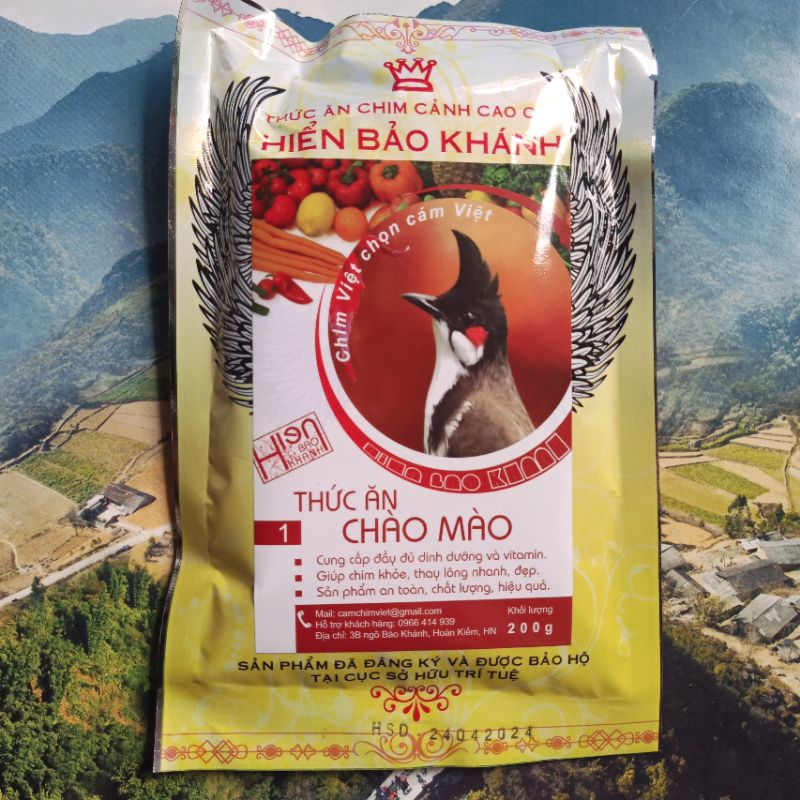 THỨC ĂN CHIM CẢNH CAO
HIỂN BẢO KHÁNH
Chim Việt chọn cám Việt
Hiển
BẢO
KHÁNH
THỨC ĂN
1 CHÀO MÀO
Cung cấp đầy đủ dinh dưỡng và vitamin.
Giúp chim khỏe, thay lông nhanh, đẹp.
Sản phẩm an toàn, chất lượng, hiệu quả.
Mail: camchimviet@gmail.com
Hỗ trợ khách hàng: 0966 414 939
Địa chỉ: 3B ngõ Bảo Khánh, Hoàn Kiếm, HN
Khối lượng
200g
SẢN PHẨM ĐÃ ĐĂNG KÝ VÀ ĐƯỢC BẢO HỘ
TẠI CỤC SỞ HỮU TRÍ TUỆ
HSD 24042024